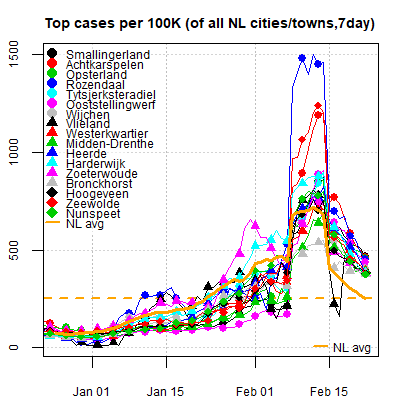 Top cases per 100K (of all NL cities/towns,7day)
1500
1000
500
0
Smallingerland
Achtkarspelen
Opsterland
Rozendaal
Tytsjerksteradiel
Ooststellingwerf
Wijchen
Vlieland
Westerkwartier
Midden-Drenthe
Heerde
Harderwijk
Zoeterwoude
Bronckhorst
Hoogeveen
Zeewolde
Nunspeet
NL avg
NL avg
Jan 01
Jan 15
Feb 01
Feb 15